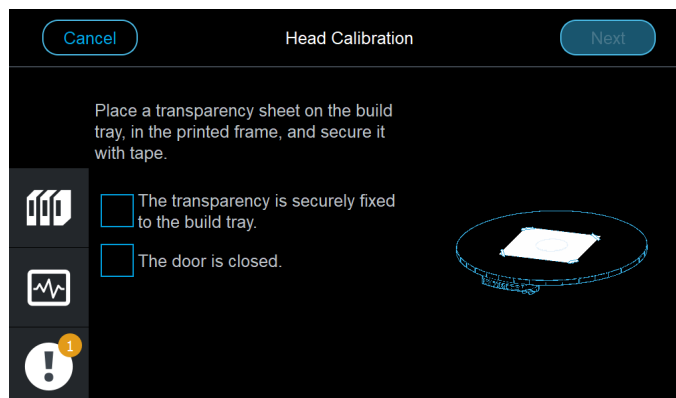 Cancel
Head Calibration
Next
Place a transparency sheet on the build
tray, in the printed frame, and secure it
with tape.
The transparency is securely fixed
to the build tray.
The door is closed.
1